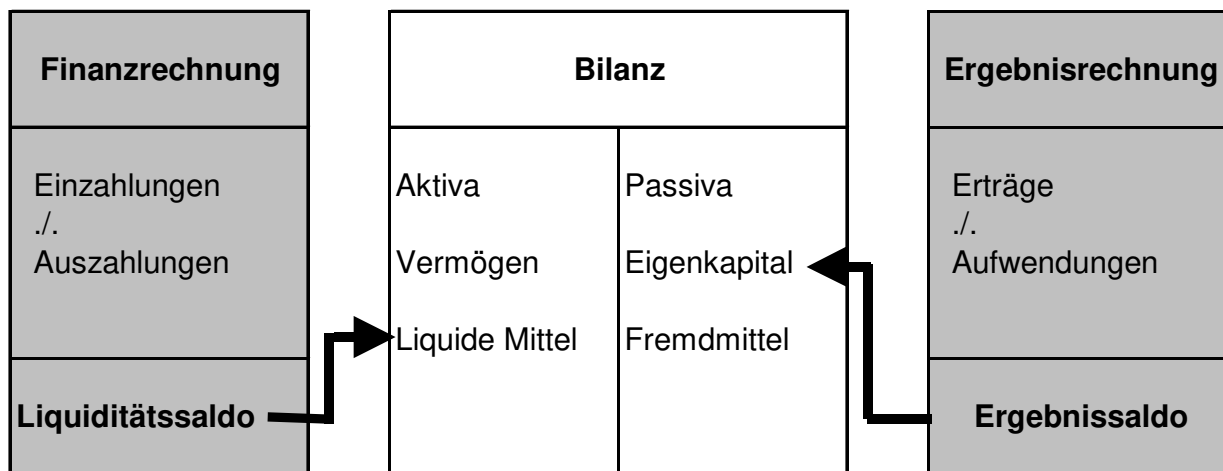 Finanzrechnung
Einzahlungen
./.
Auszahlungen
Liquiditätssaldo
Bilanz
Aktiva
Vermögen
Liquide Mittel
Passiva
Eigenkapital
Fremdmittel
Ergebnisrechnung
Erträge
./.
Aufwendungen
Ergebnissaldo